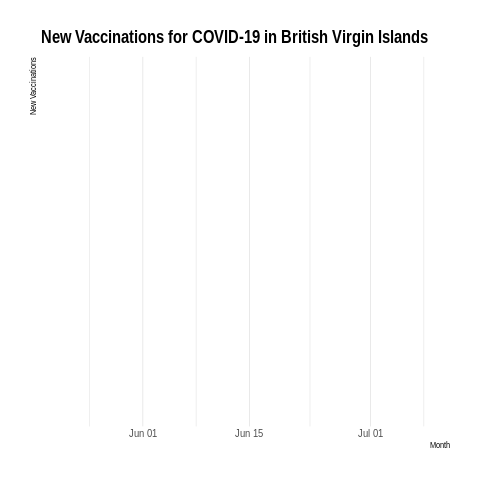 New Vaccinations for COVID-19 in British Virgin Islands
New Vaccinations
Jun 01
Jun 15
Jul 01
Month